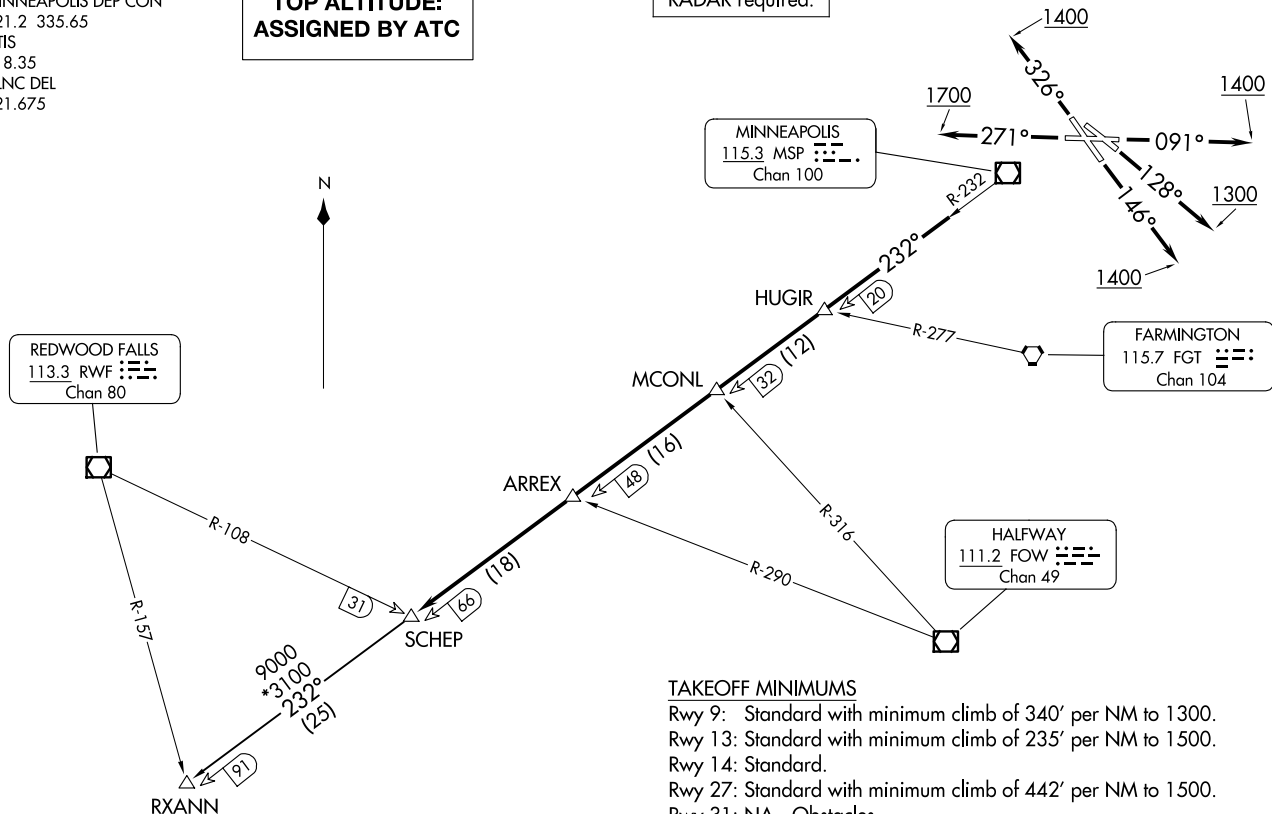 MINNEAPOLIS DEP CON
21.2 335.65
TIS
8.35
LNC DEL
21.675
TOP ALTITUDE:
ASSIGNED BY ATC
RADAR required.
1400
326°
1700
271°
091°
1400
128°
1300
146°
1400
MINNEAPOLIS
115.3 MSP
Chan 100
R-232
232°
N
HUGIR
20
R-277
FARMINGTON
115.7 FGT
Chan 104
(12)
MCONL
32
REDWOOD FALLS
113.3 RWF
Chan 80
(16)
ARREX
48
R-316
R-108
R-290
HALFWAY
111.2 FOW
Chan 49
(18)
31
66
SCHEP
R-157
9000
*3100
232°
(25)
91
RXANN
TAKEOFF MINIMUMS
Rwy 9: Standard with minimum climb of 340' per NM to 1300.
Rwy 13: Standard with minimum climb of 235' per NM to 1500.
Rwy 14: Standard.
Rwy 27: Standard with minimum climb of 442' per NM to 1500.
Rwy 31: NA - Obstacles